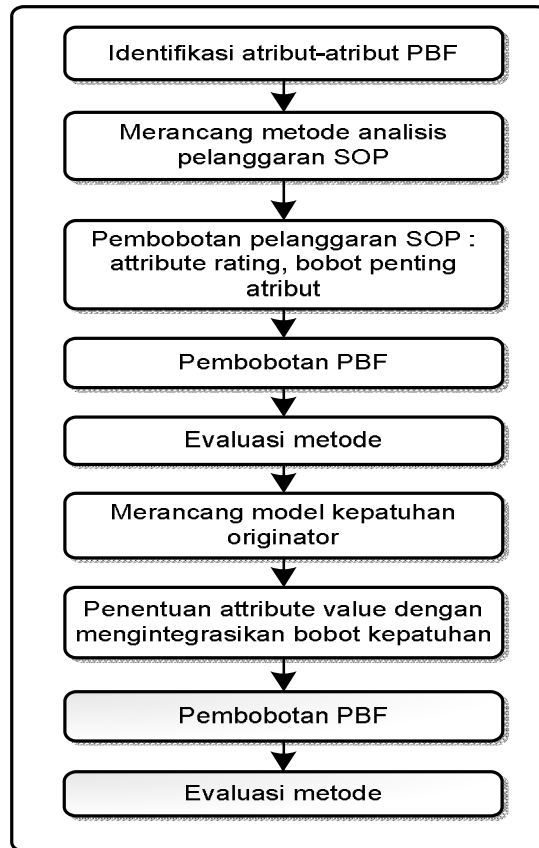 Identifikasi atribut-atribut PBF
Merancang metode analisis
pelanggaran SOP
Pembobotan pelanggaran SOP :
attribute rating, bobot penting
atribut
Pembobotan PBF
Evaluasi metode
Merancang model kepatuhan
originator
Penentuan attribute value dengan
mengintegrasikan bobot kepatuhan
Pembobotan PBF
Evaluasi metode